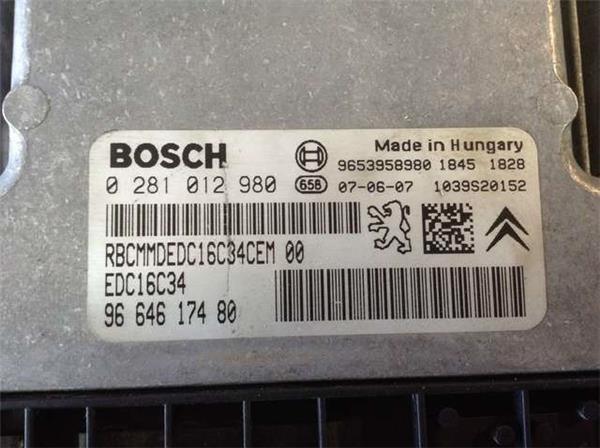 BOSCH
Made in Hungary
9653958980 1845 1828
0 281 012 980 658 07-06-07 1039S20152
RBCMMDEDC16C34CEM 00
EDC16C34
96 646 174 80